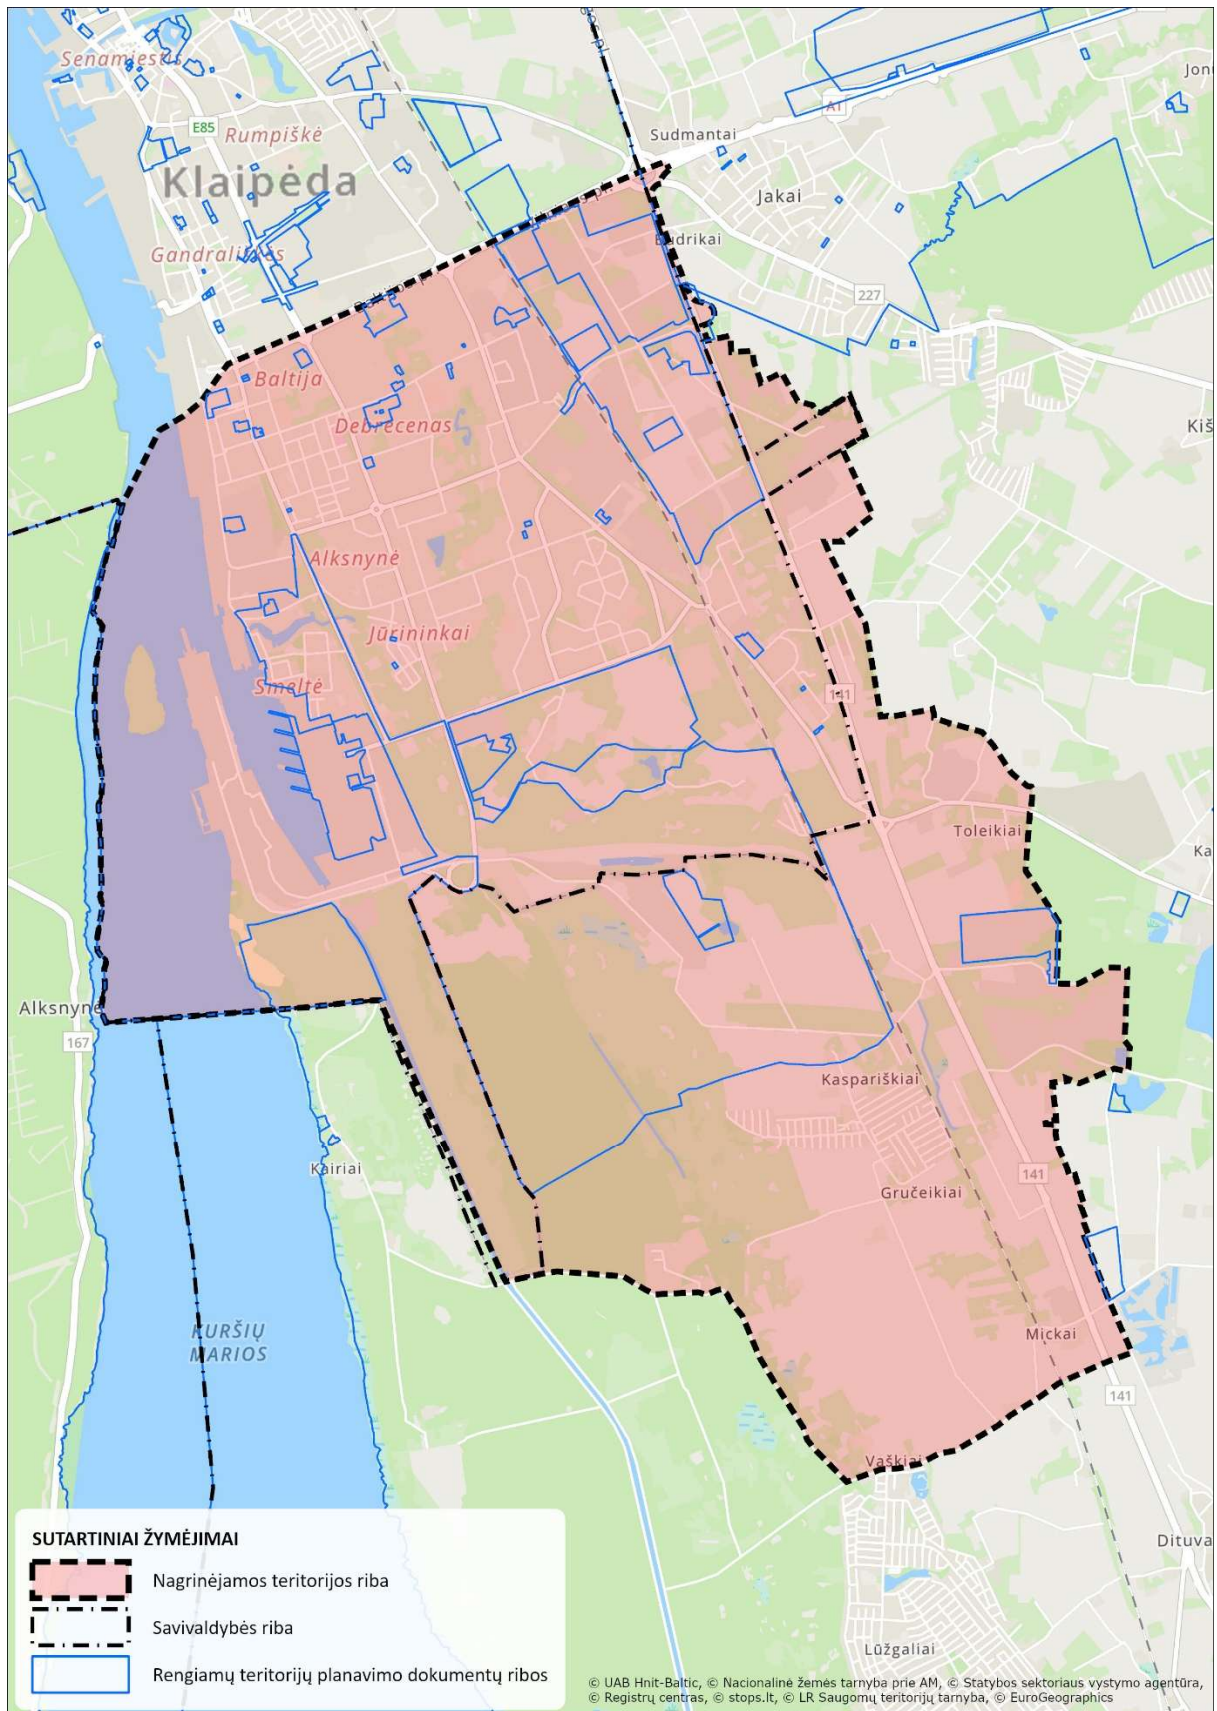 Senamiestis
Jon
A1
Sudmantai
E85
Rumpiškė
Klaipėda
Jakai
Budrikai
Gandrališkės
227
Baltija
Debrecenas
Kiš
Alksnynė
Jūrininkai
Smeltė
141
Toleikiai
Ka
Alksnynė
167
Kaspariškiai
Kairiai
141
Gručeikiai
KURŠIŲ
MARIOS
Mickai
141
Vaškiai
Dituva
Lūžgaliai
SUTARTINIAI ŽYMĖJIMAI
Nagrinėjamos teritorijos riba
Savivaldybės riba
Rengiamų teritorijų planavimo dokumentų ribos
© UAB Hnit-Baltic, © Nacionalinė žemės tarnyba prie AM, © Statybos sektoriaus vystymo agentūra,
© Registrų centras, © stops.lt, © LR Saugomų teritorijų tarnyba, © EuroGeographics